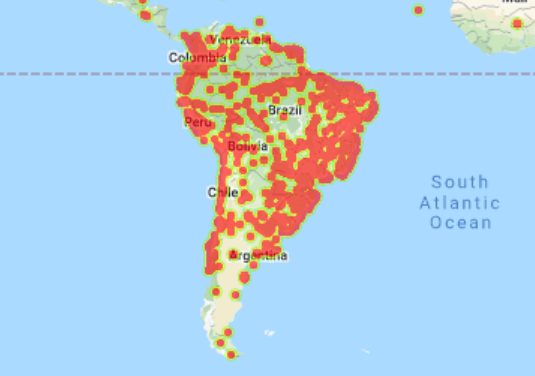 Venezuela
Colombia
Brazil
Peru
Bolivia
Chile
South
Atlantic
Ocean
Argentina